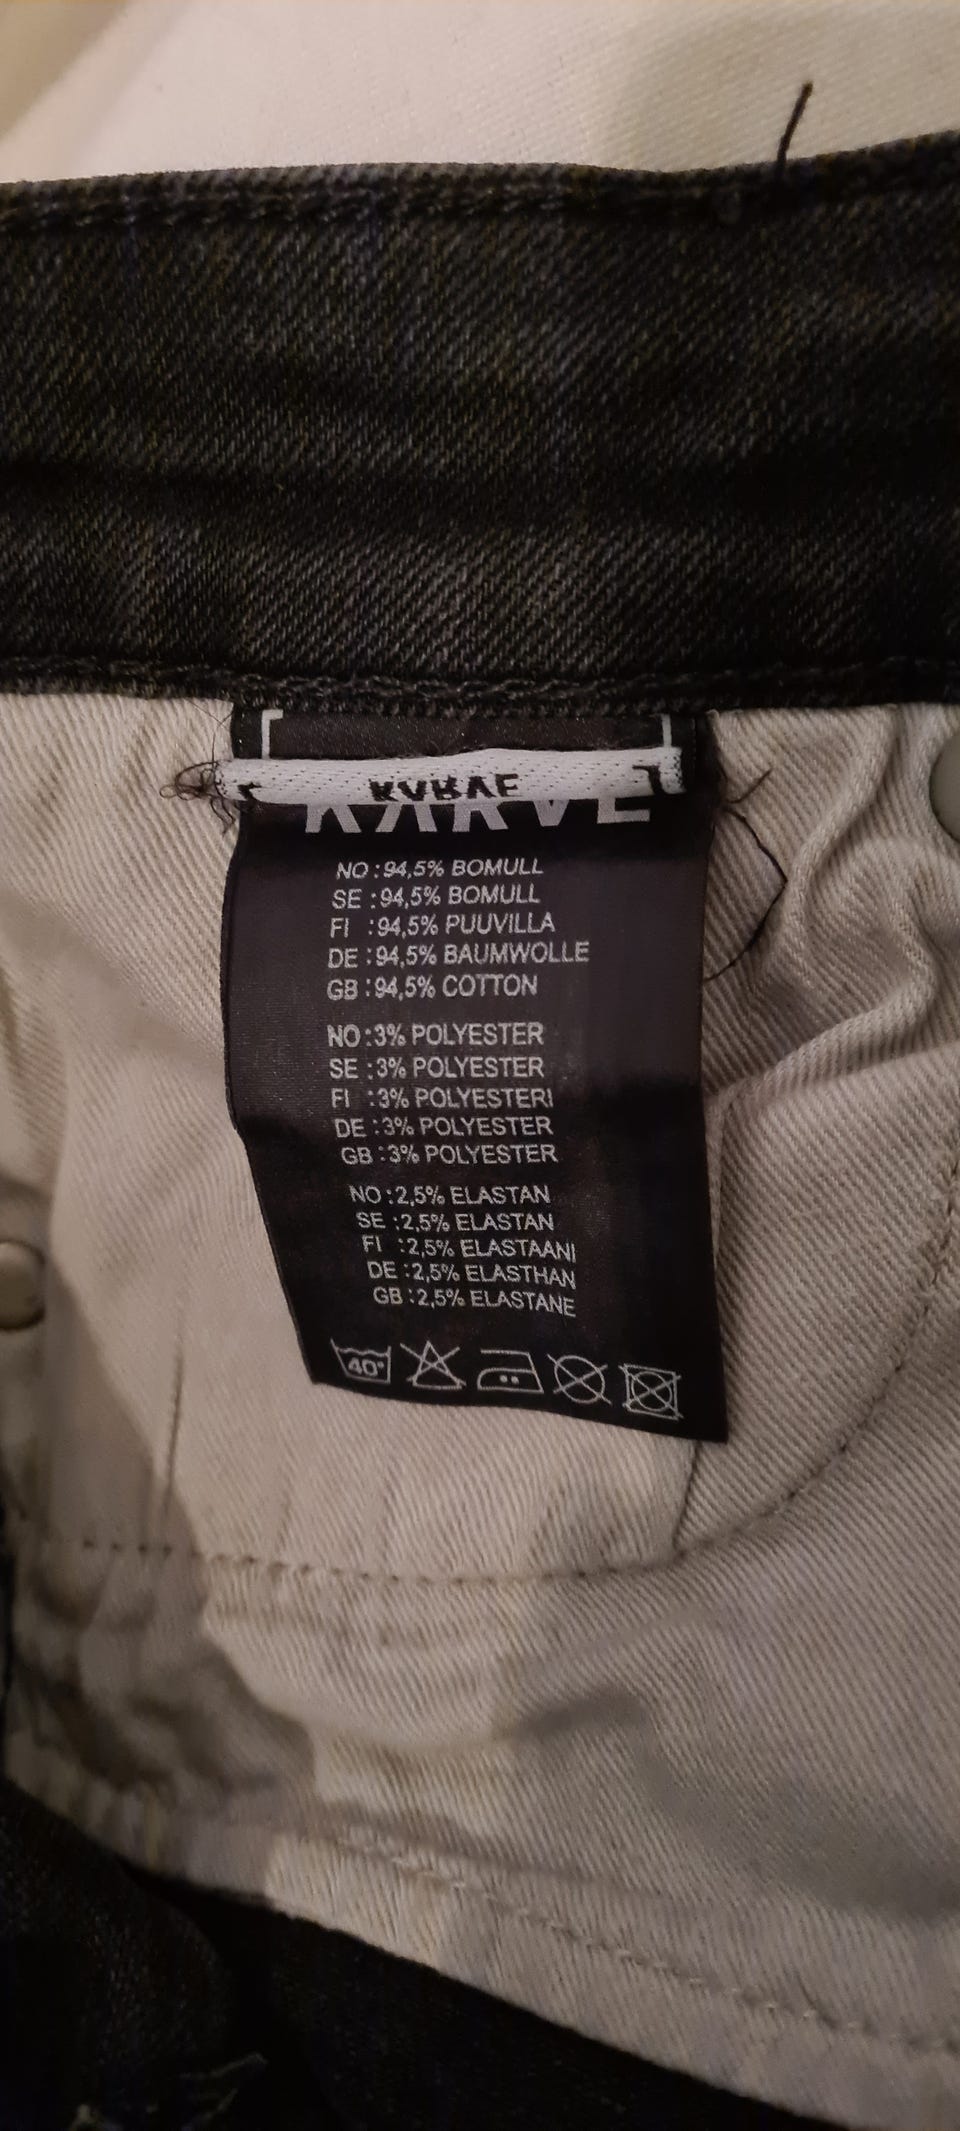 KVRAE
KARVE
NO:94,5% BOMULL
SE :94,5% BOMULL
FI :94,5% PUUVILLA
DE:94,5% BAUMWOLLE
GB:94,5% COTTON
NO:3% POLYESTER
SE :3% POLYESTER
FI :3% POLYESTERI
DE:3% POLYESTER
GB:3% POLYESTER
NO:2,5% ELASTAN
SE :2,5% ELASTAN
FI :2,5% ELASTAANI
DE:2,5% ELASTHAN
GB:2,5% ELASTANE
40°